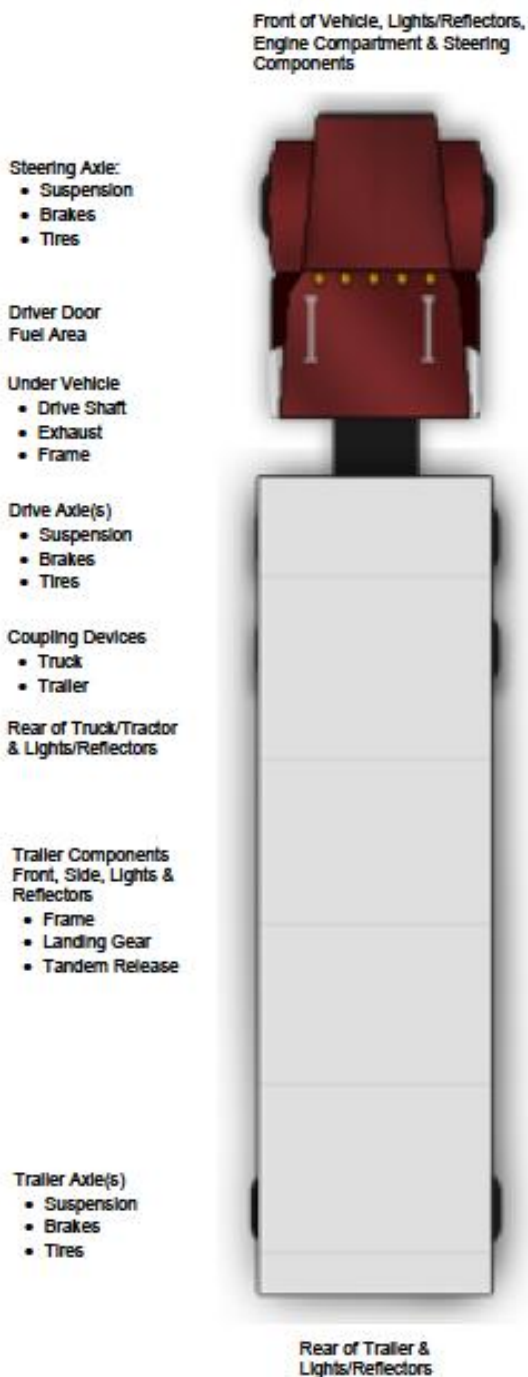 Front of Vehicle, Lights/Reflectors,
Engine Compartment & Steering
Components
Steering Axle:
• Suspension
• Brakes
• Tires
Driver Door
Fuel Area
Under Vehicle
• Drive Shaft
• Exhaust
• Frame
Drive Axle(s)
• Suspension
• Brakes
• Tires
Coupling Devices
• Truck
• Trailer
Rear of Truck/Tractor
& Lights/Reflectors
Trailer Components
Front, Side, Lights &
Reflectors
• Frame
• Landing Gear
• Tandem Release
Trailer Axle(s)
• Suspension
• Brakes
• Tires
Rear of Trailer &
Lights/Reflectors